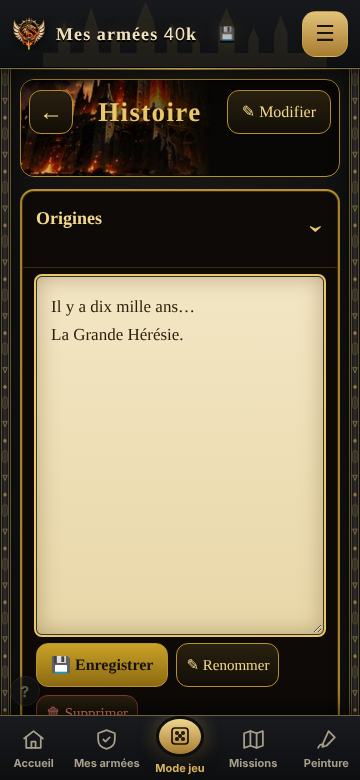 Mes armées 40k
Histoire
Modifier
Origines
Il y a dix mille ans…
La Grande Hérésie.
Enregistrer
Renommer
?
Supprimer
Accueil
Mes armées
Mode jeu
Missions
Peinture